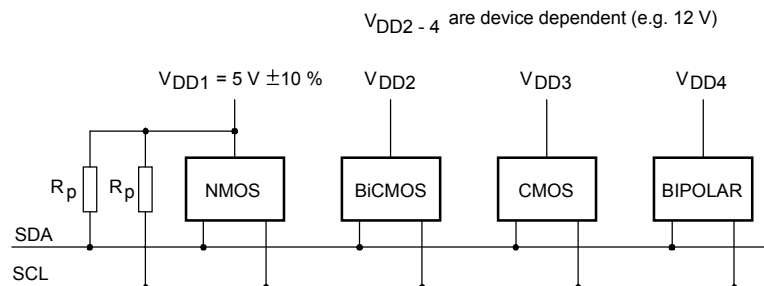 VDD2 - 4 are device dependent (e.g. 12 V)
VDD1 = 5 V ±10 %
VDD2
VDD3
VDD4
Rp
Rp
NMOS
BiCMOS
CMOS
BIPOLAR
SDA
SCL